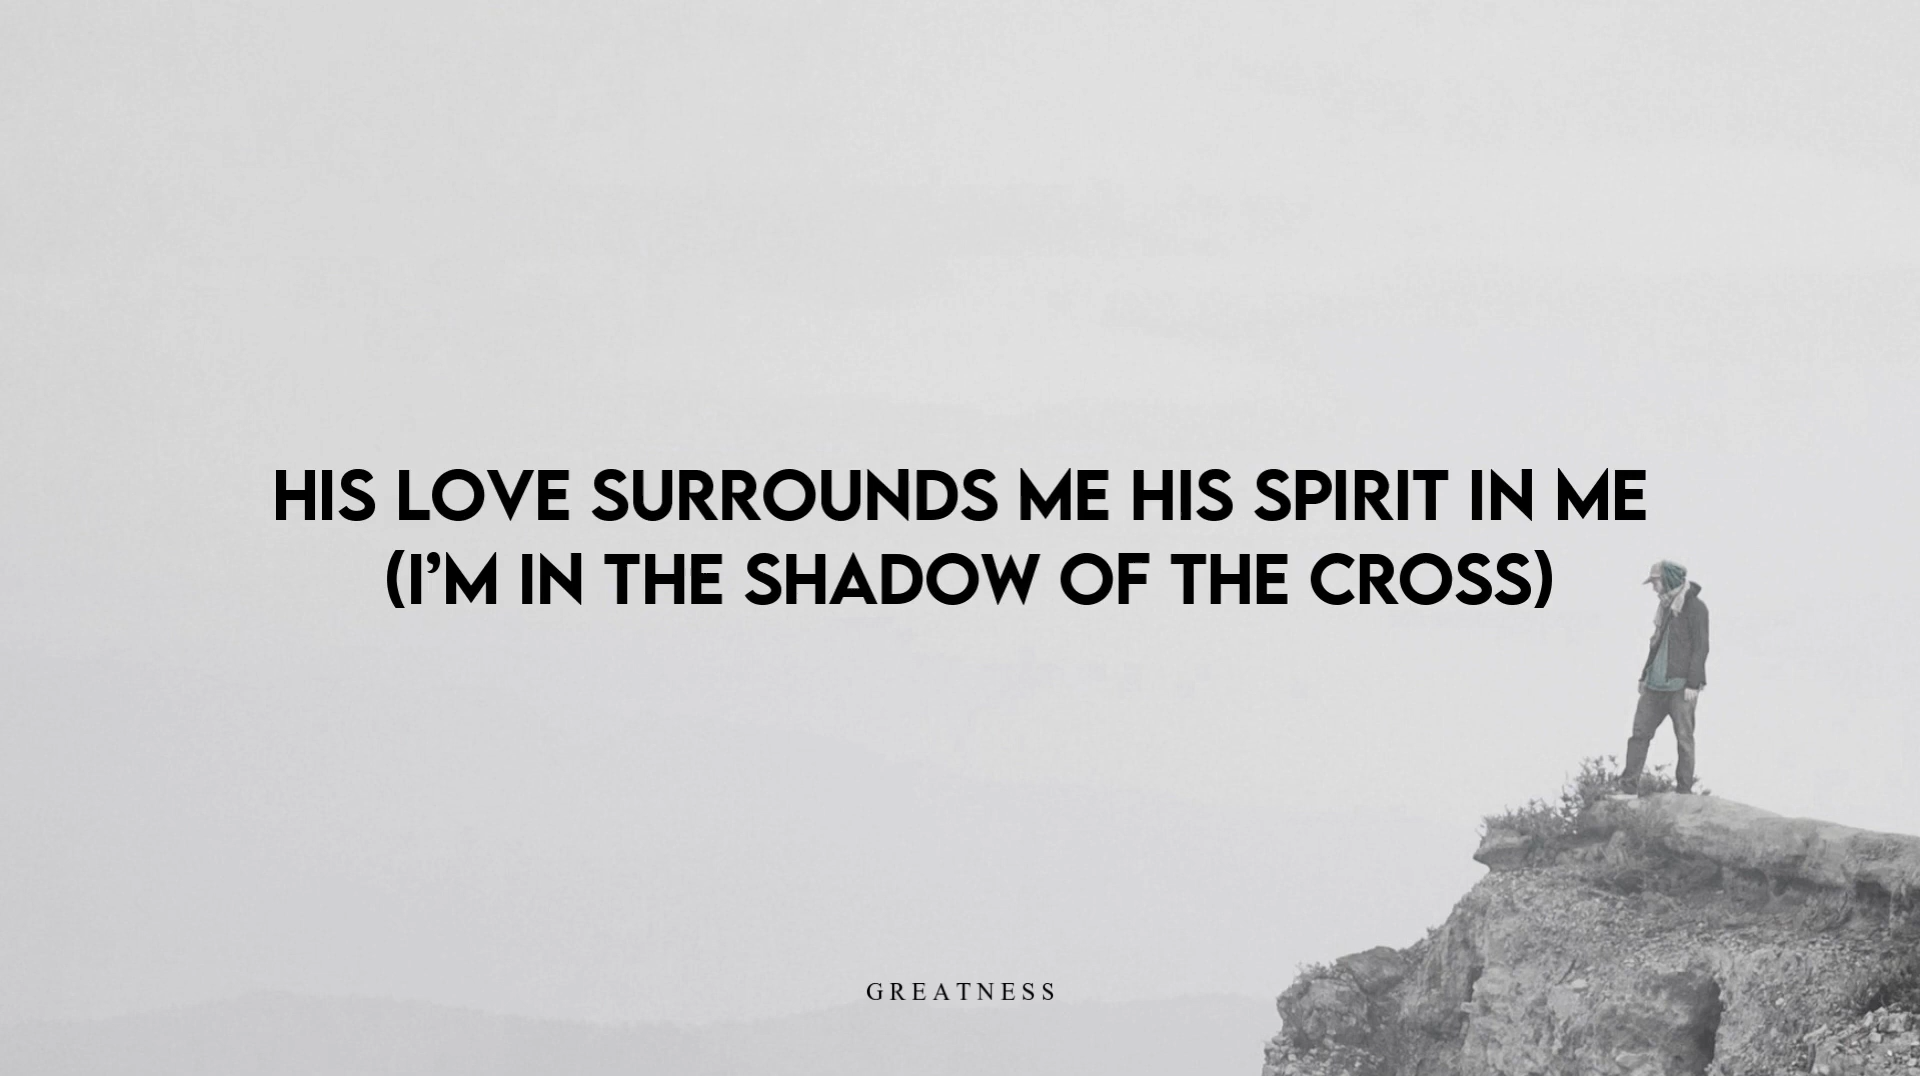 HIS LOVE SURROUNDS ME HIS SPIRIT IN ME
(I’M IN THE SHADOW OF THE CROSS)
GREATNESS